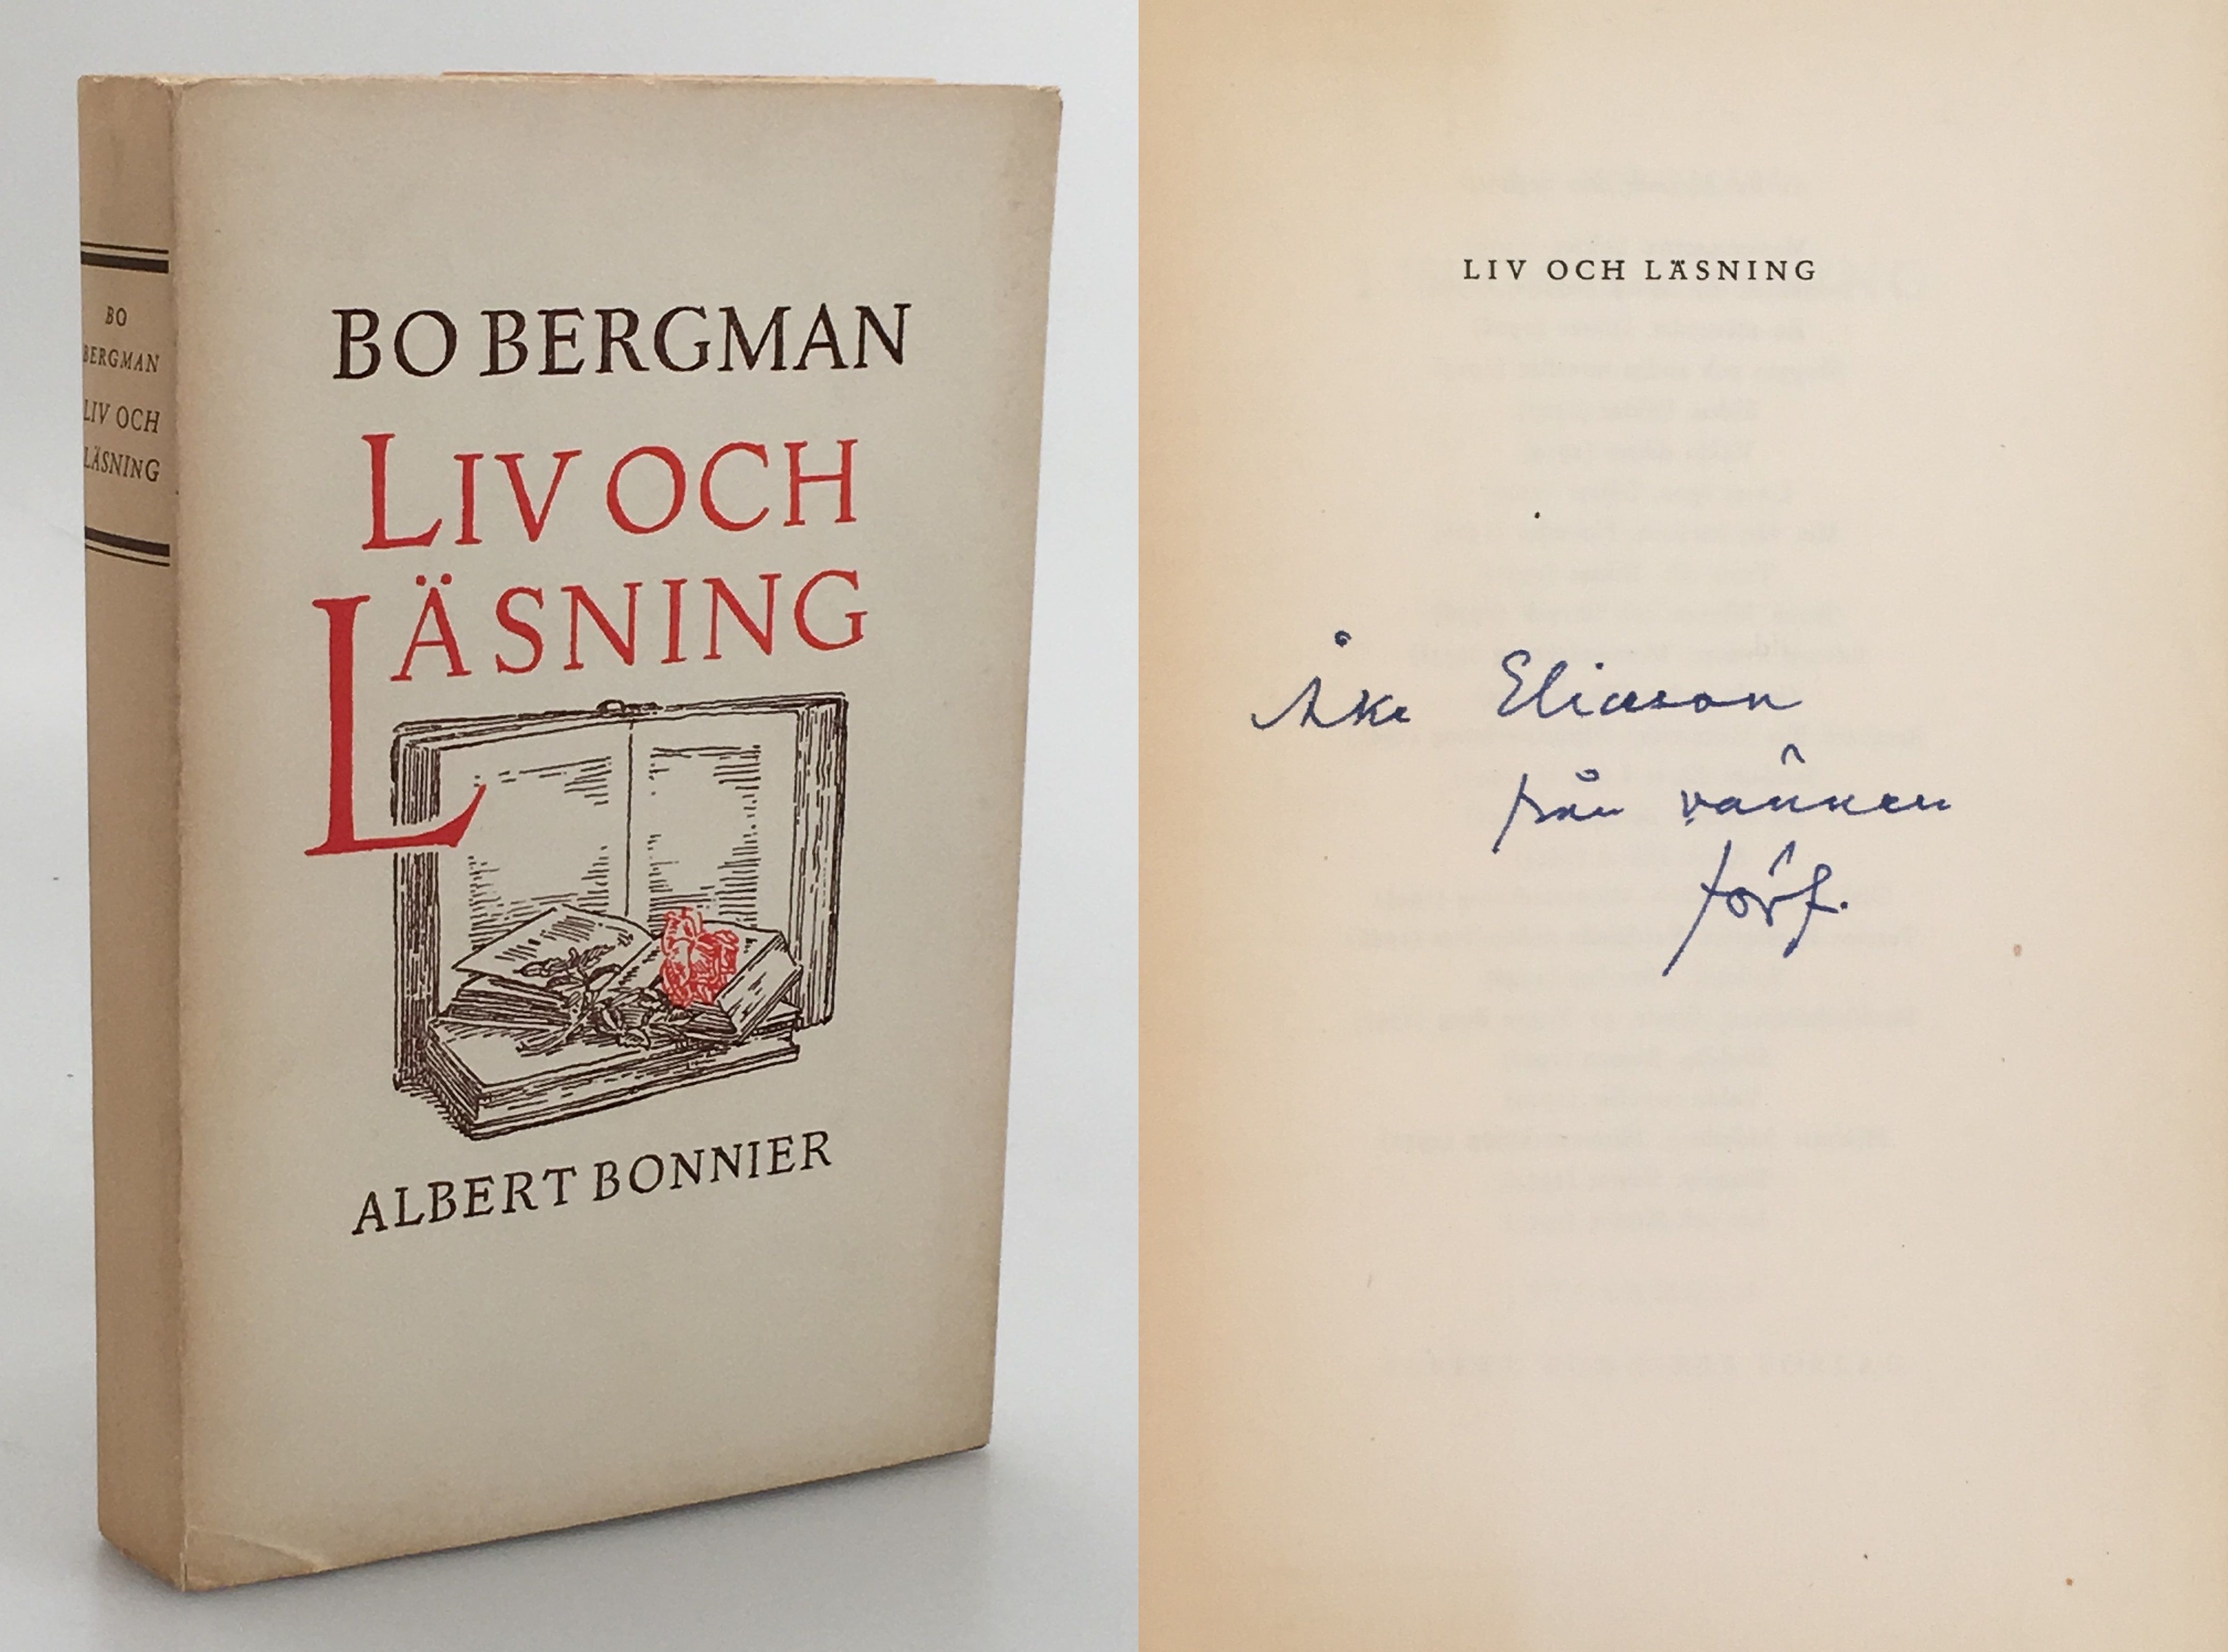 BO
BERGMAN
LIV OCH
LÄSNING
BO BERGMAN
LIV OCH
LÄSNING
ALBERT BONNIER
LIV OCH LÄSNING
Åke Eliason
från vännen
förf.